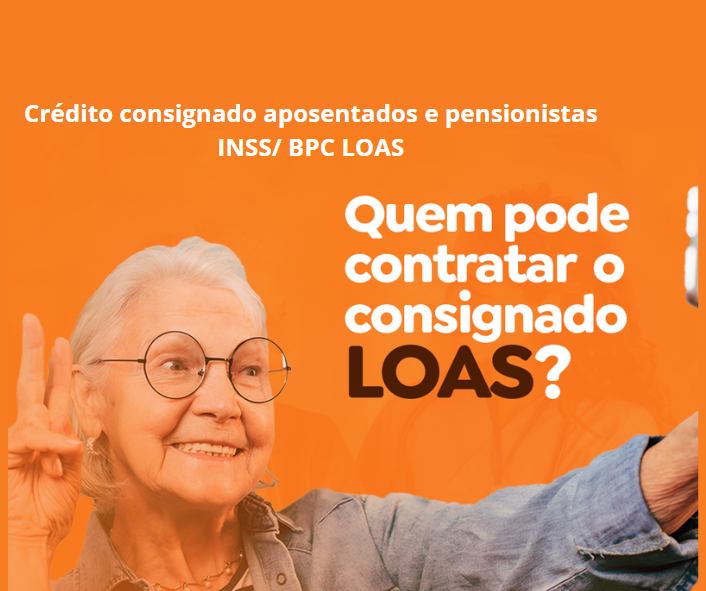 Crédito consignado aposentados e pensionistas
INSS/ BPC LOAS
Quem pode
contratar o
consignado
LOAS?